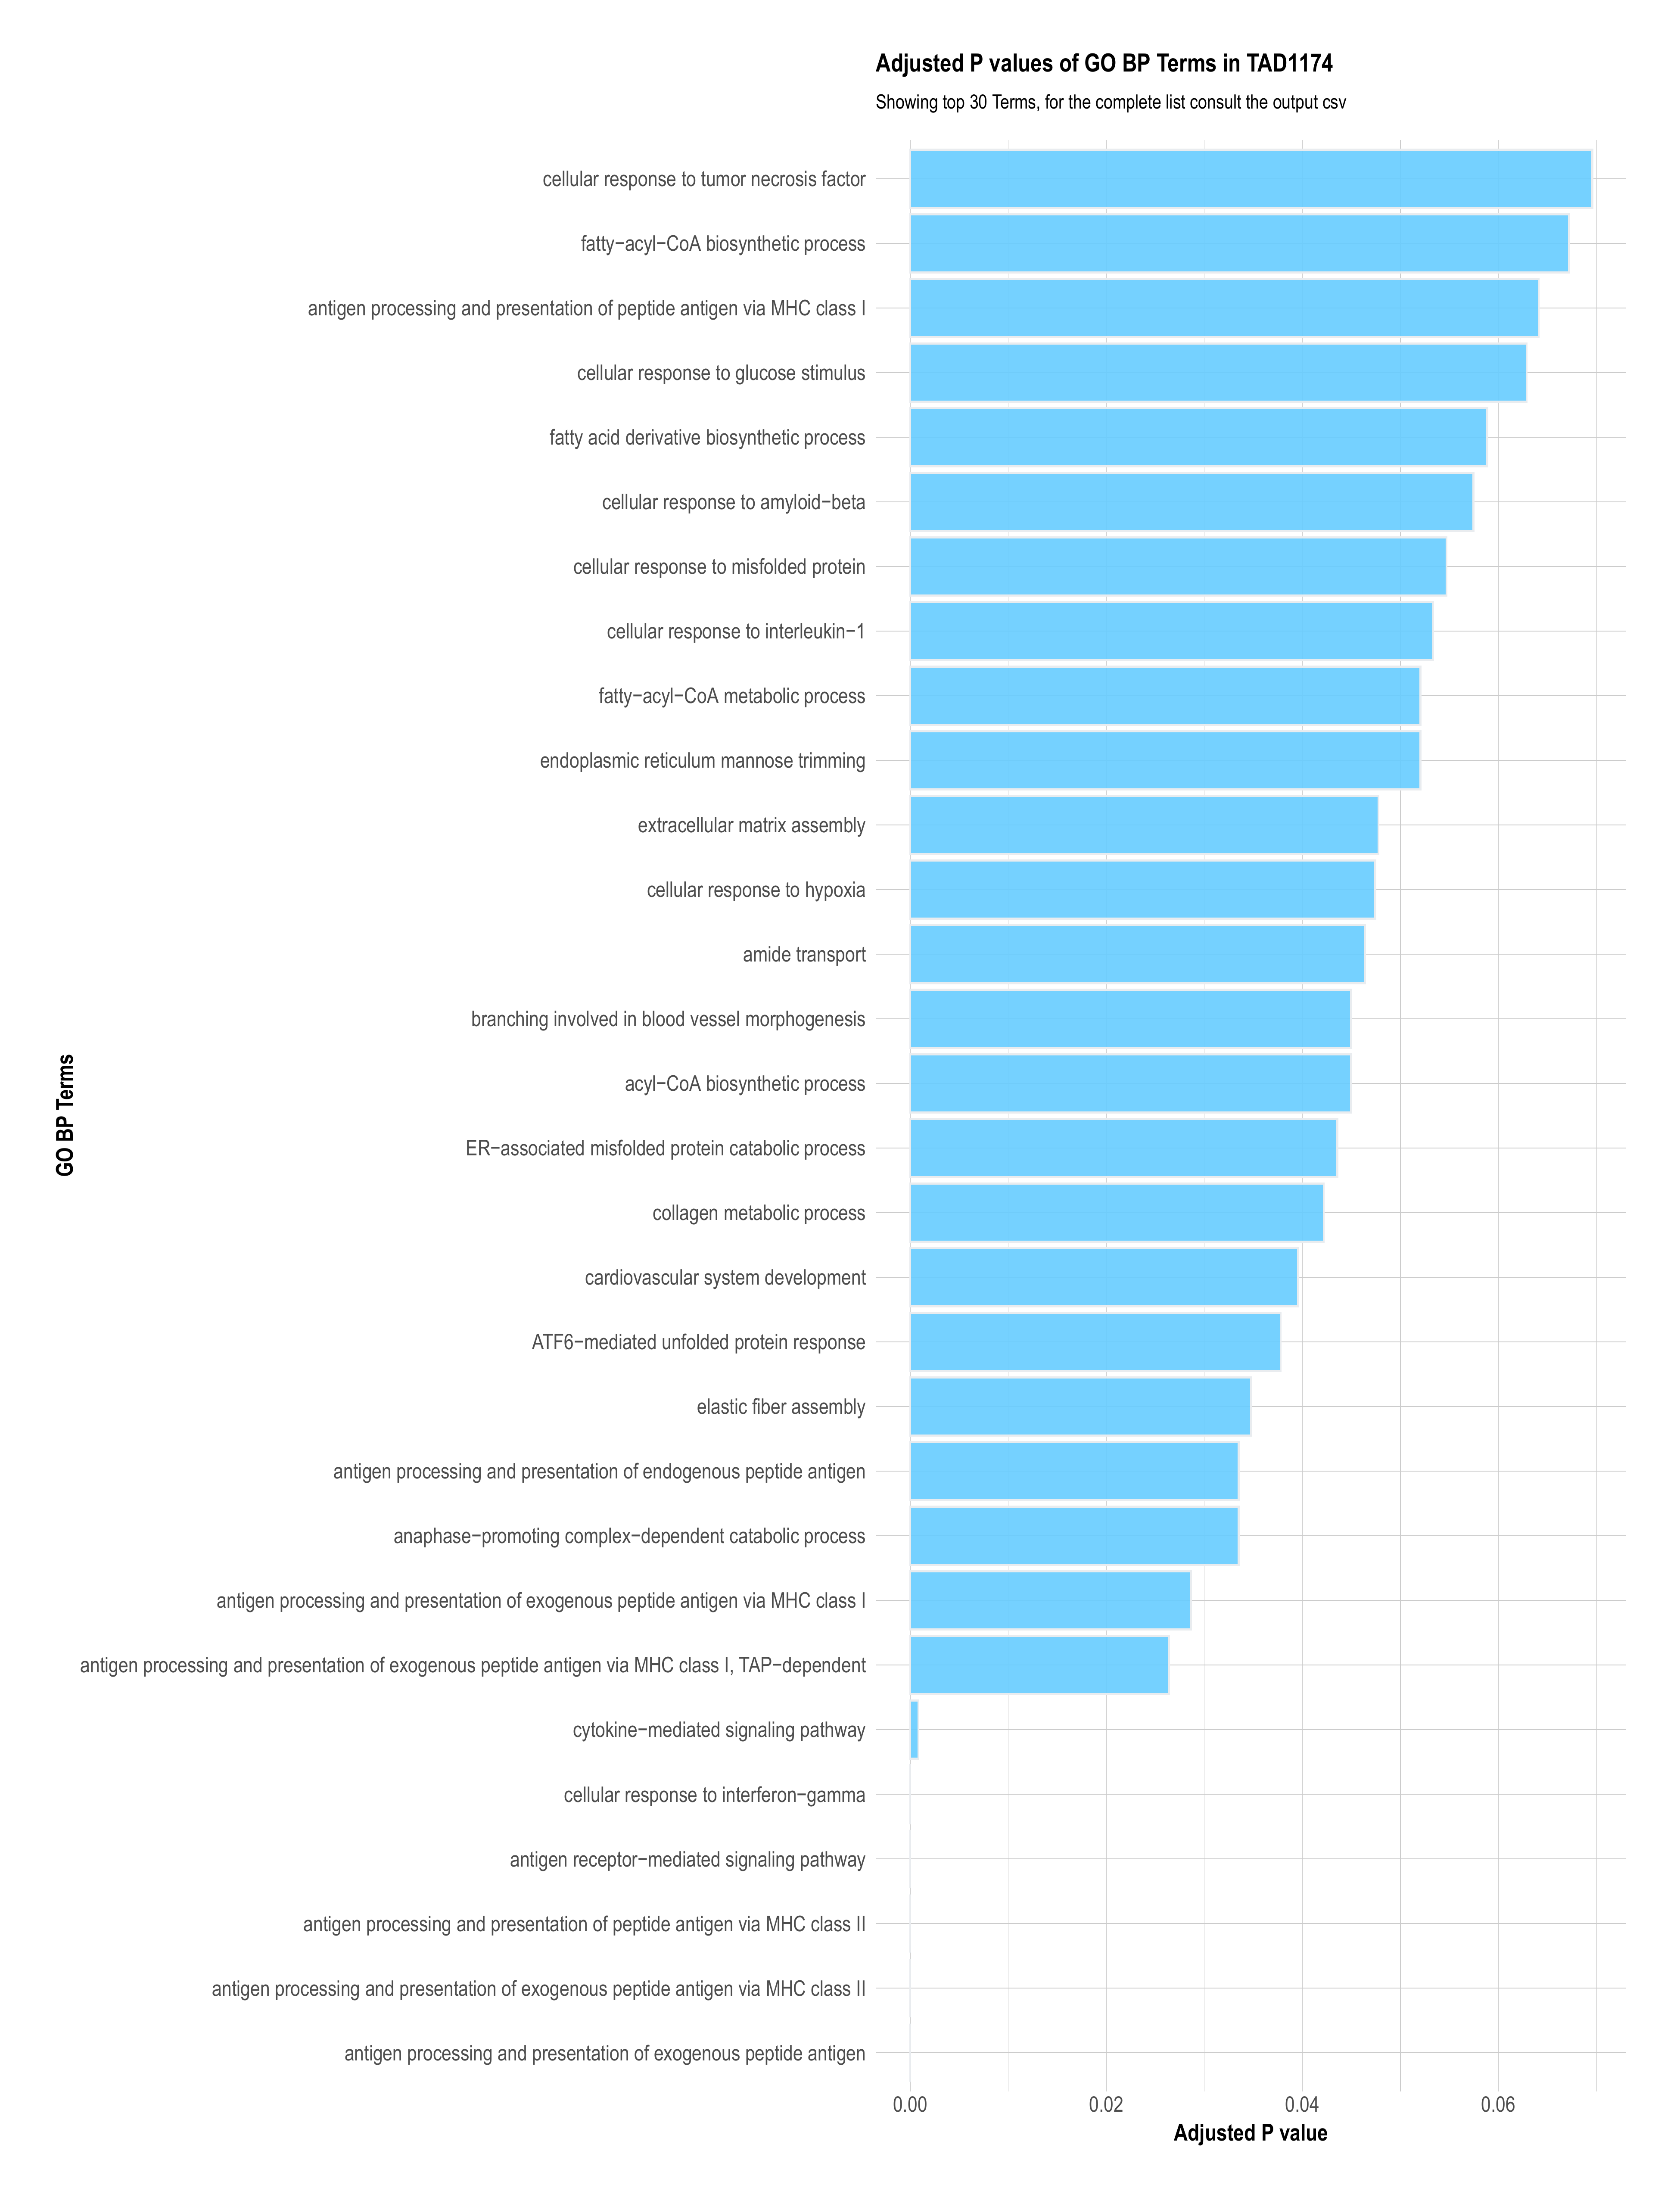 Adjusted P values of GO BP Terms in TAD1174
Showing top 30 Terms, for the complete list consult the output csv
cellular response to tumor necrosis factor
fatty−acyl−CoA biosynthetic process
antigen processing and presentation of peptide antigen via MHC class I
cellular response to glucose stimulus
fatty acid derivative biosynthetic process
cellular response to amyloid−beta
cellular response to misfolded protein
cellular response to interleukin−1
fatty−acyl−CoA metabolic process
endoplasmic reticulum mannose trimming
extracellular matrix assembly
cellular response to hypoxia
amide transport
branching involved in blood vessel morphogenesis
acyl−CoA biosynthetic process
ER−associated misfolded protein catabolic process
collagen metabolic process
cardiovascular system development
ATF6−mediated unfolded protein response
elastic fiber assembly
antigen processing and presentation of endogenous peptide antigen
anaphase−promoting complex−dependent catabolic process
antigen processing and presentation of exogenous peptide antigen via MHC class I
antigen processing and presentation of exogenous peptide antigen via MHC class I, TAP−dependent
cytokine−mediated signaling pathway
cellular response to interferon−gamma
antigen receptor−mediated signaling pathway
antigen processing and presentation of peptide antigen via MHC class II
antigen processing and presentation of exogenous peptide antigen via MHC class II
antigen processing and presentation of exogenous peptide antigen
GO BP Terms
0.00 0.02 0.04 0.06
Adjusted P value